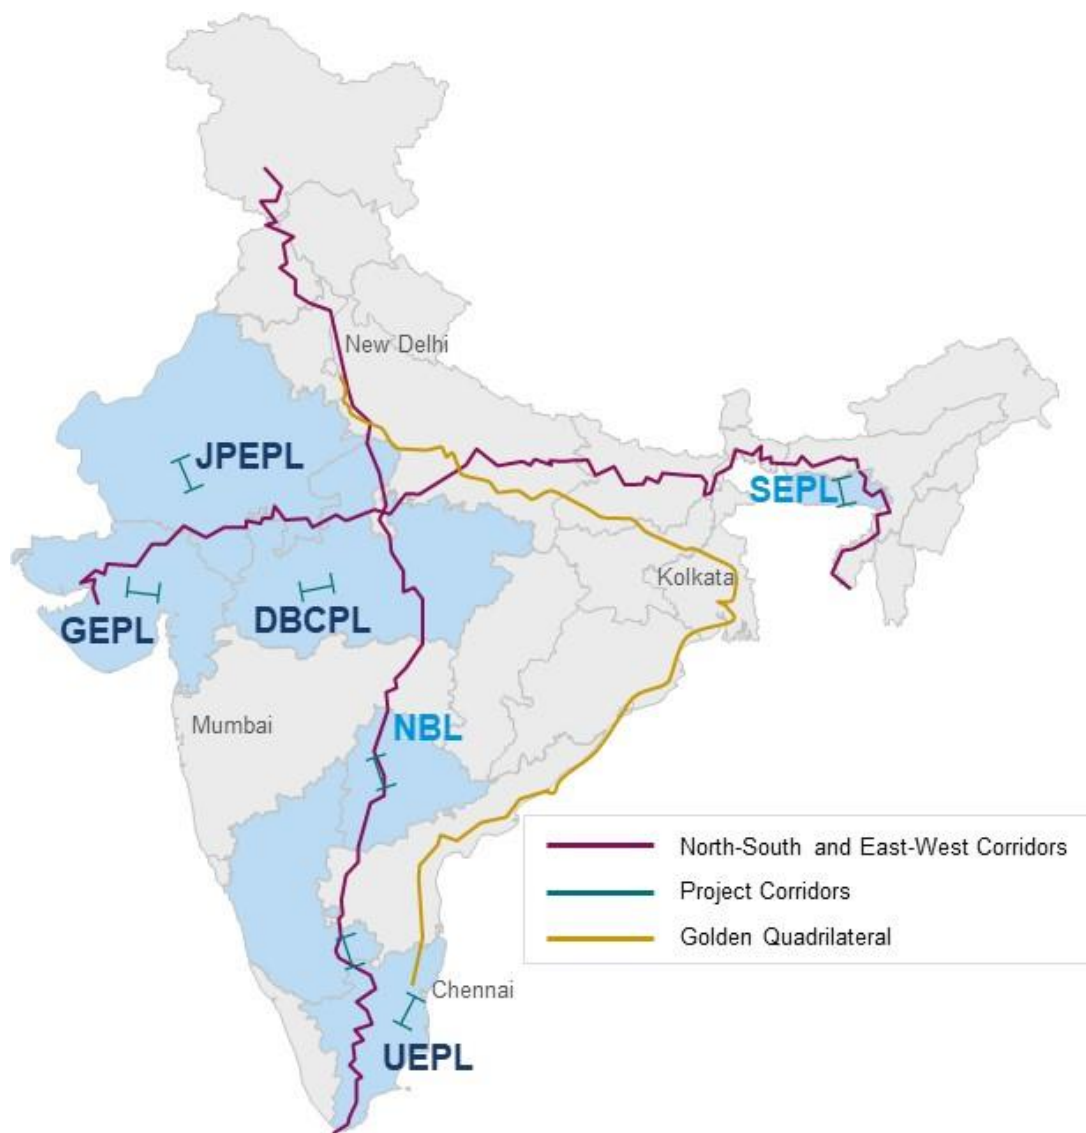 New Delhi
JPEPL
SEPL
Kolkata
GEPL
DBCPL
Mumbai
NBL
North-South and East-West Corridors
Project Corridors
Golden Quadrilateral
Chennai
UEPL